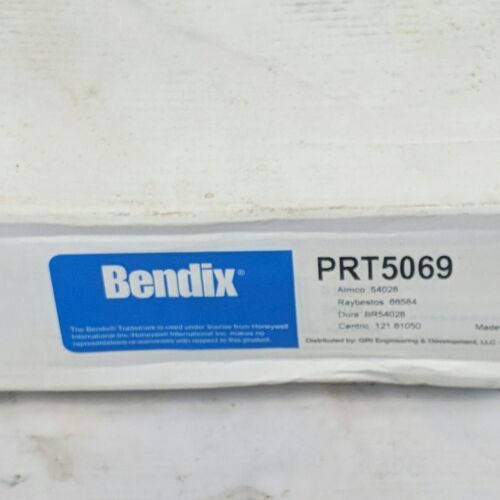 Bendix®
The Bendix® Trademark is used under license from Honeywell
International Inc. Honeywell International Inc. makes no
representations or warranties with respect to this product.
PRT5069
Aimco 54028
Raybestos 66584
Dura BR54028
Centric 121.61050
Made
Distributed by: GRI Engineering & Development, LLC